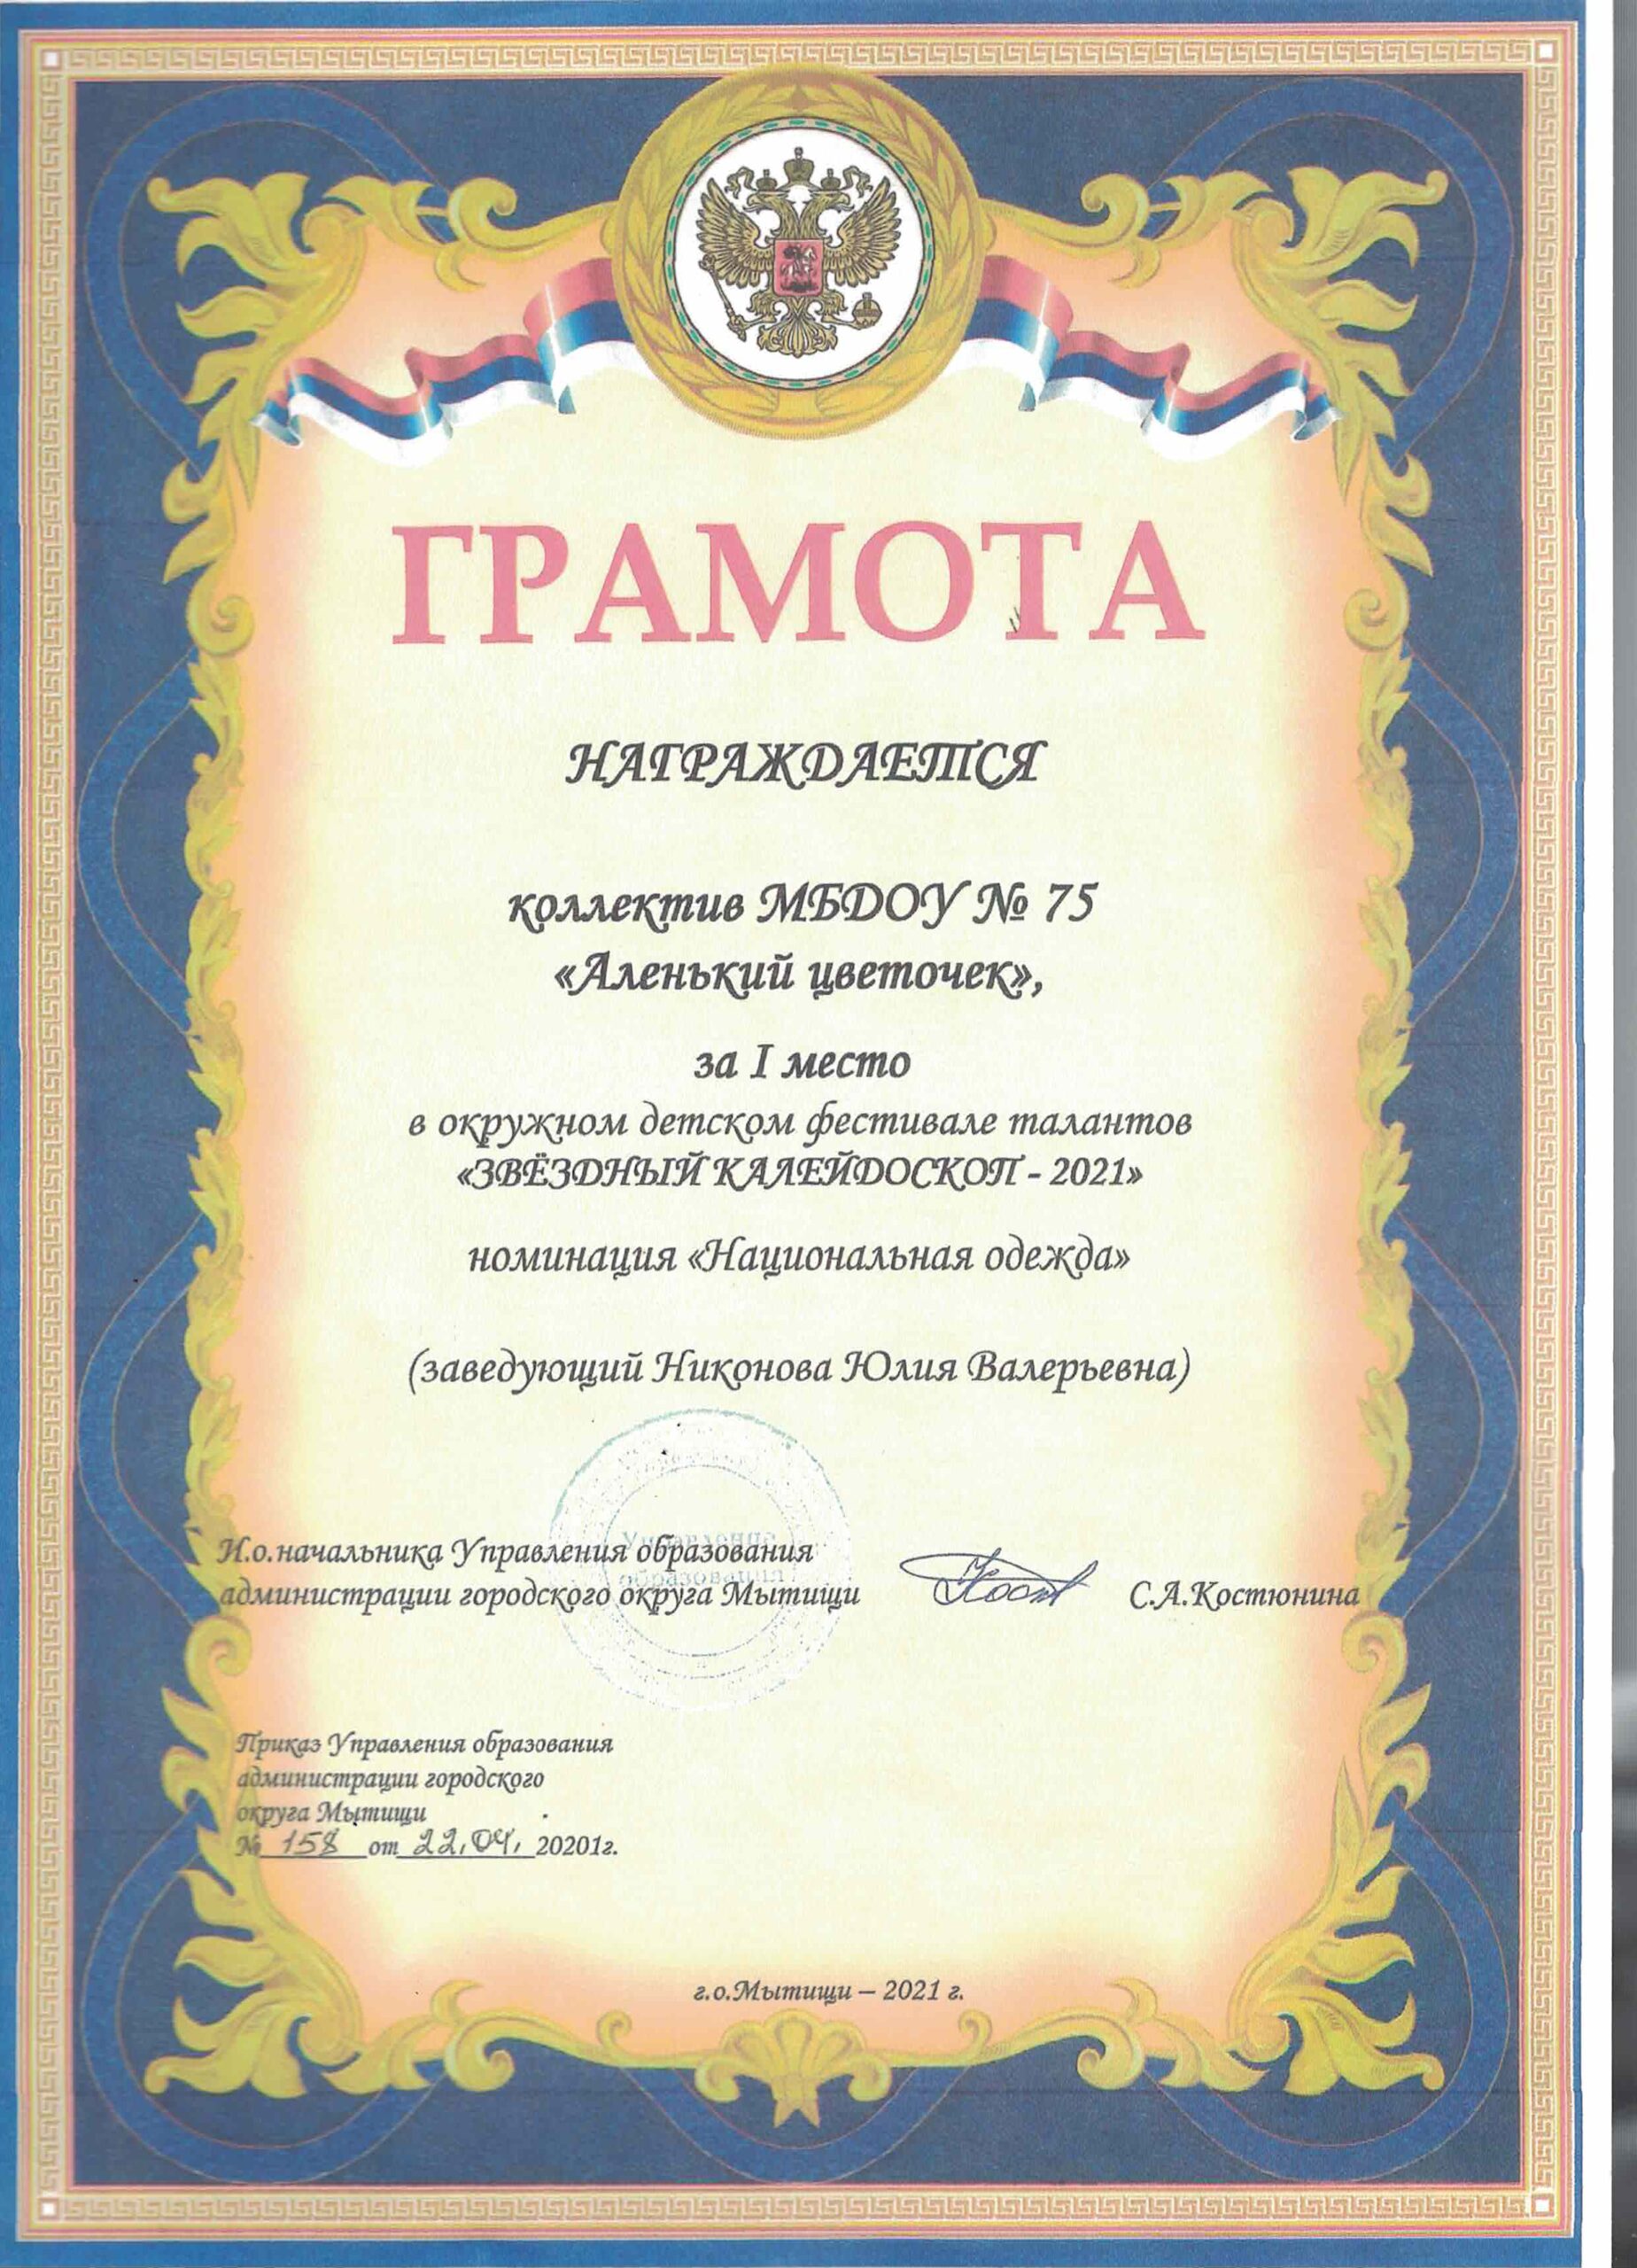 ГРАМОТА
НАГРАЖДАЕТСЯ
коллектив МБДОУ № 75
«Аленький цветочек»,
за I место
в окружном детском фестивале талантов
«ЗВЁЗДНЫЙ КАЛЕЙДОСКОП - 2021»
номинация «Национальная одежда»
(заведующий Никонова Юлия Валерьевна)
Управление
образования
И.о.начальника Управления образования
администрации городского округа Мытищи С.А.Костюнина
Приказ Управления образования
администрации городского
округа Мытищи
№ 158 от 22.04. 20201г.
г.о.Мытищи – 2021 г.